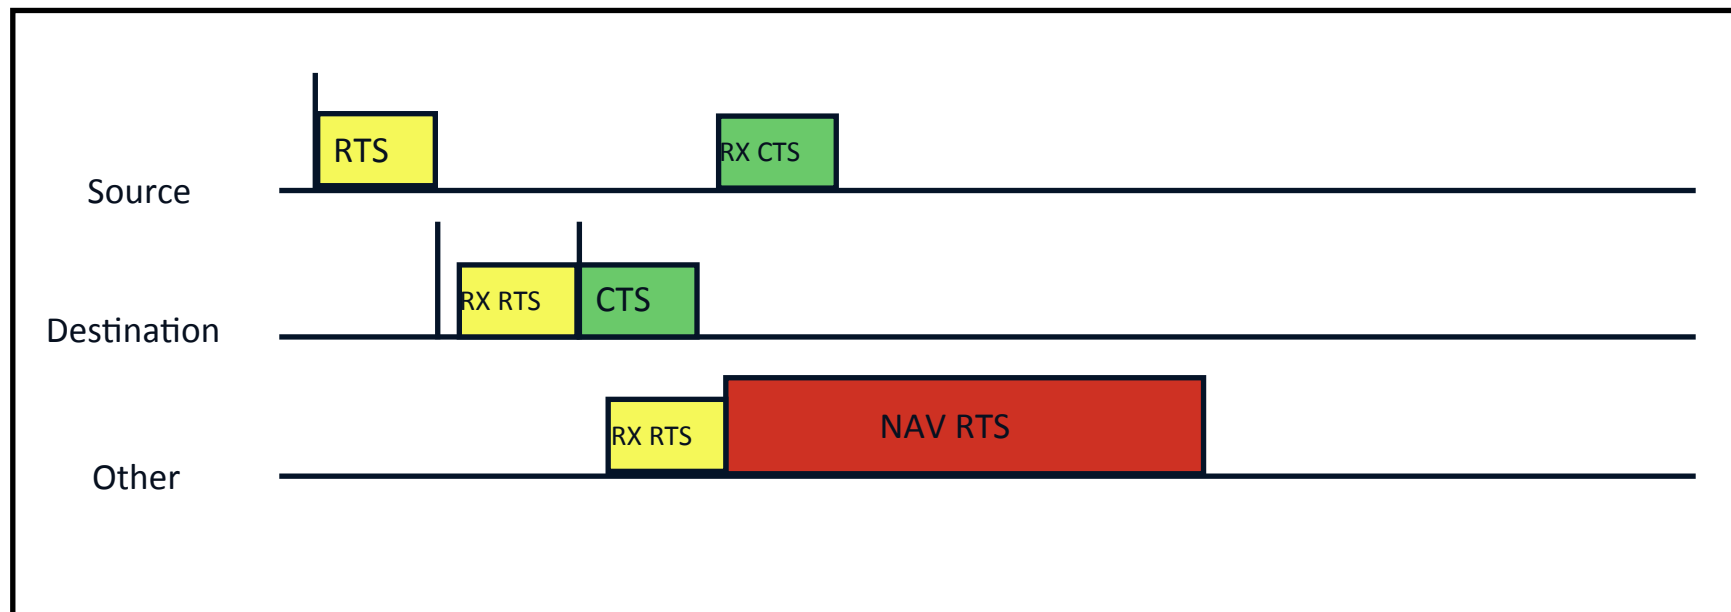 RTS
RX CTS
Source
RX RTS
CTS
Destination
RX RTS
NAV RTS
Other